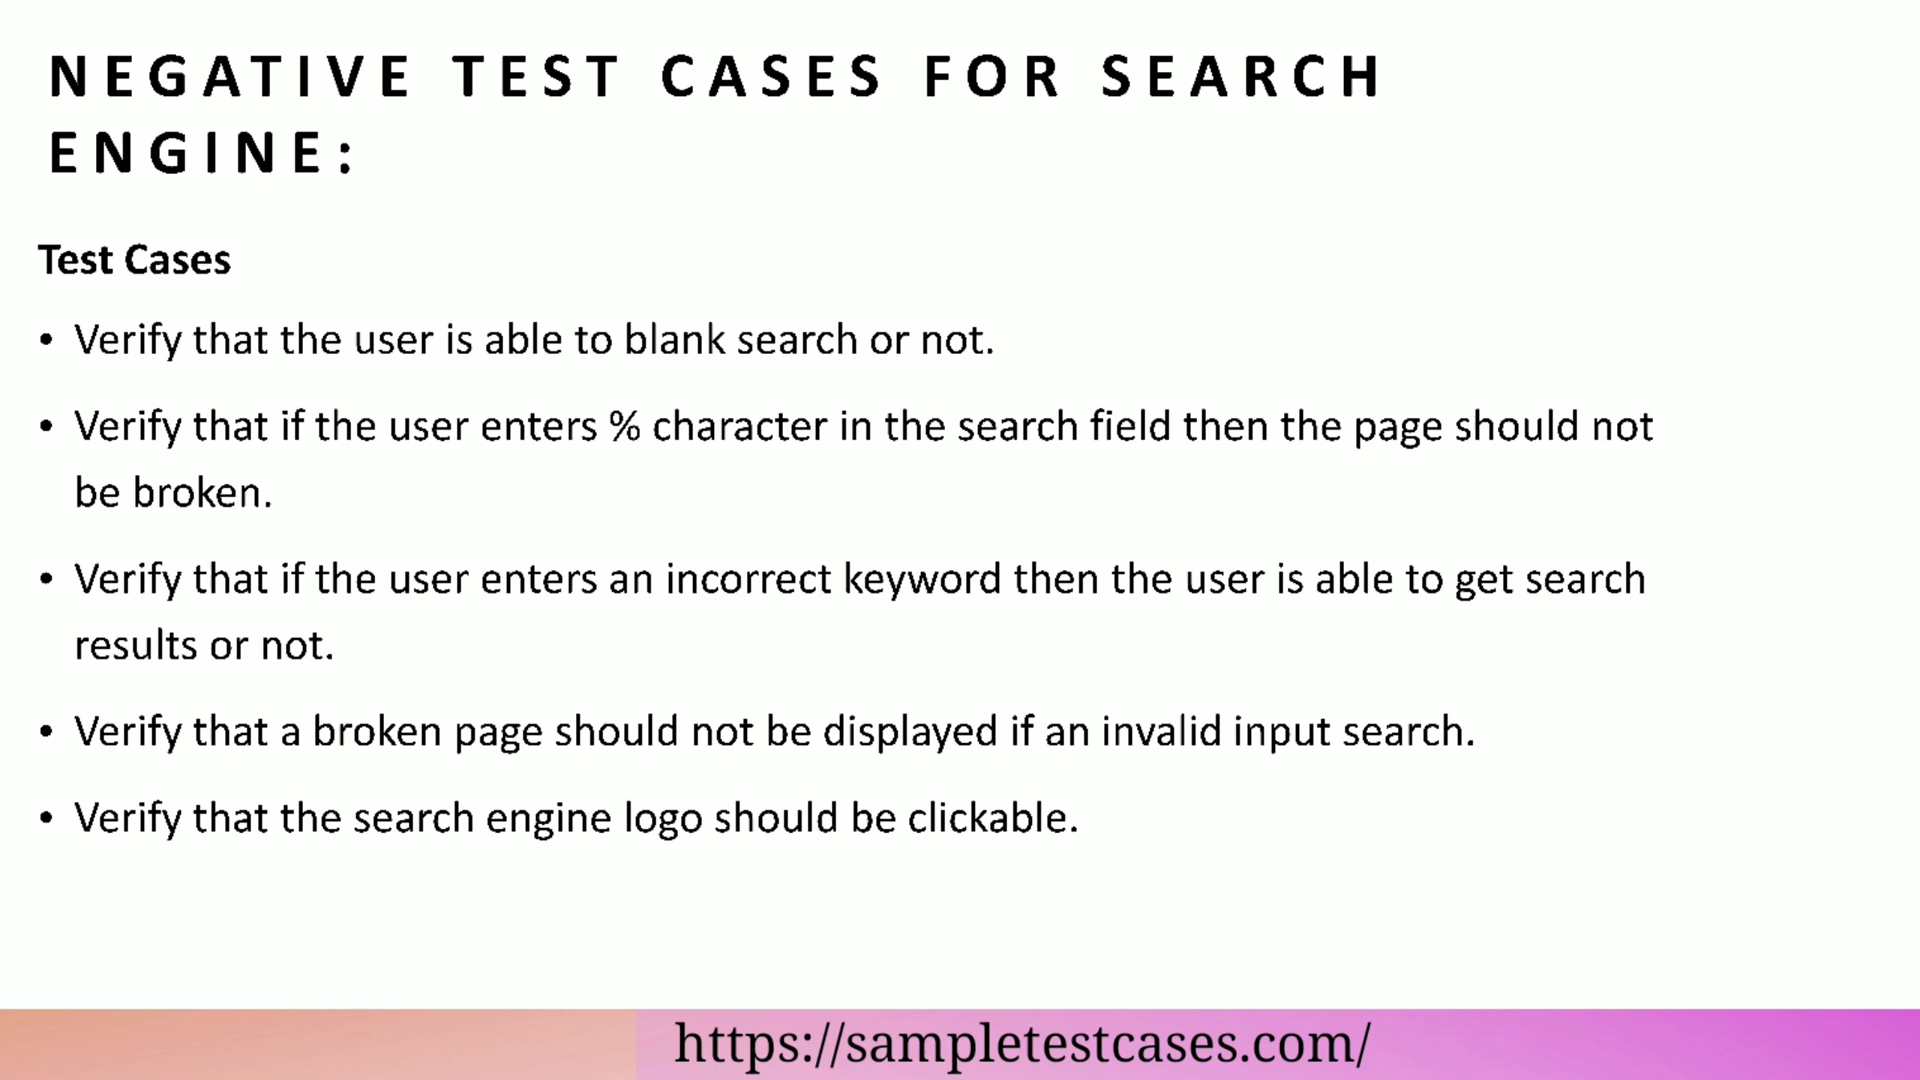 NEGATIVE TEST CASES FOR SEARCH
ENGINE:
Test Cases
• Verify that the user is able to blank search or not.
• Verify that if the user enters % character in the search field then the page should not
be broken.
• Verify that if the user enters an incorrect keyword then the user is able to get search
results or not.
• Verify that a broken page should not be displayed if an invalid input search.
• Verify that the search engine logo should be clickable.
https://sampletestcases.com/